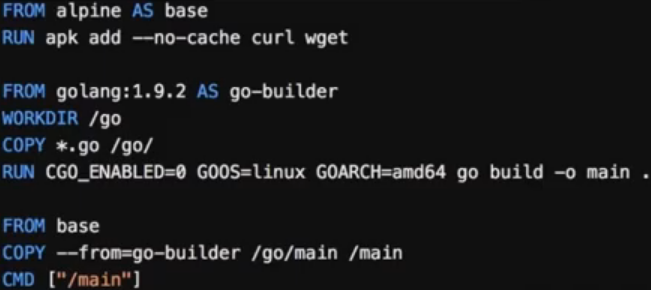 FROM alpine AS base
RUN apk add --no-cache curl wget
FROM golang:1.9.2 AS go-builder
WORKDIR /go
COPY *.go /go/
RUN CGO_ENABLED=0 GOOS=linux GOARCH=amd64 go build -o main .
FROM base
COPY --from=go-builder /go/main /main
CMD ["/main"]